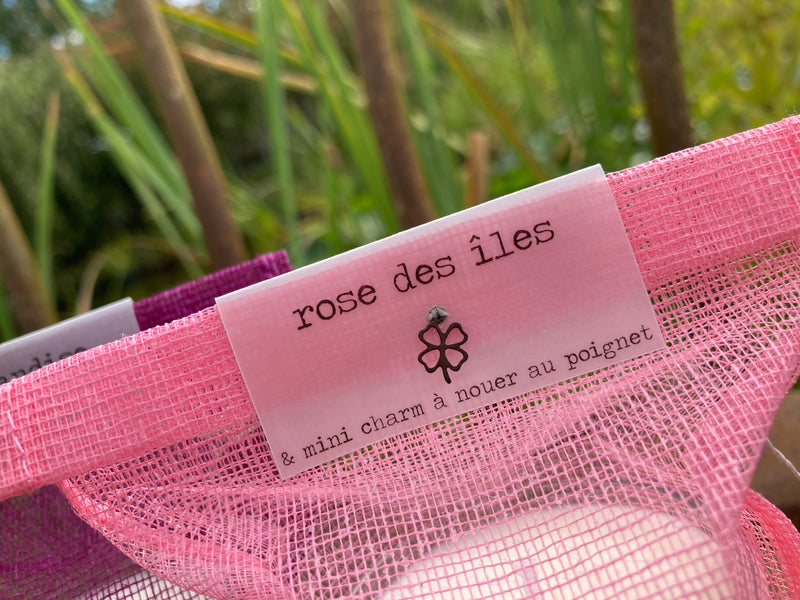 rose des îles
& mini charm à nouer au poignet